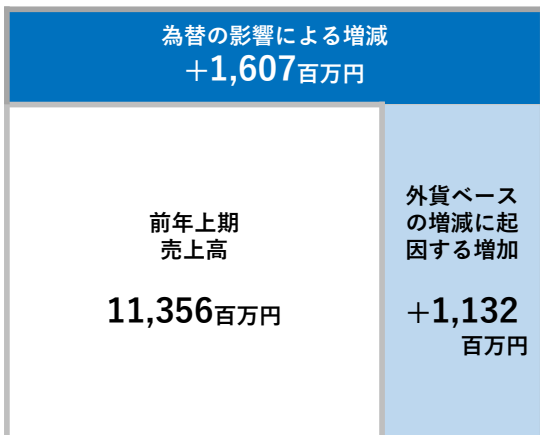 為替の影響による増減
＋1,607百万円
前年上期
売上高
11,356百万円
外貨ベース
の増減に起
因する増加
＋1,132
百万円